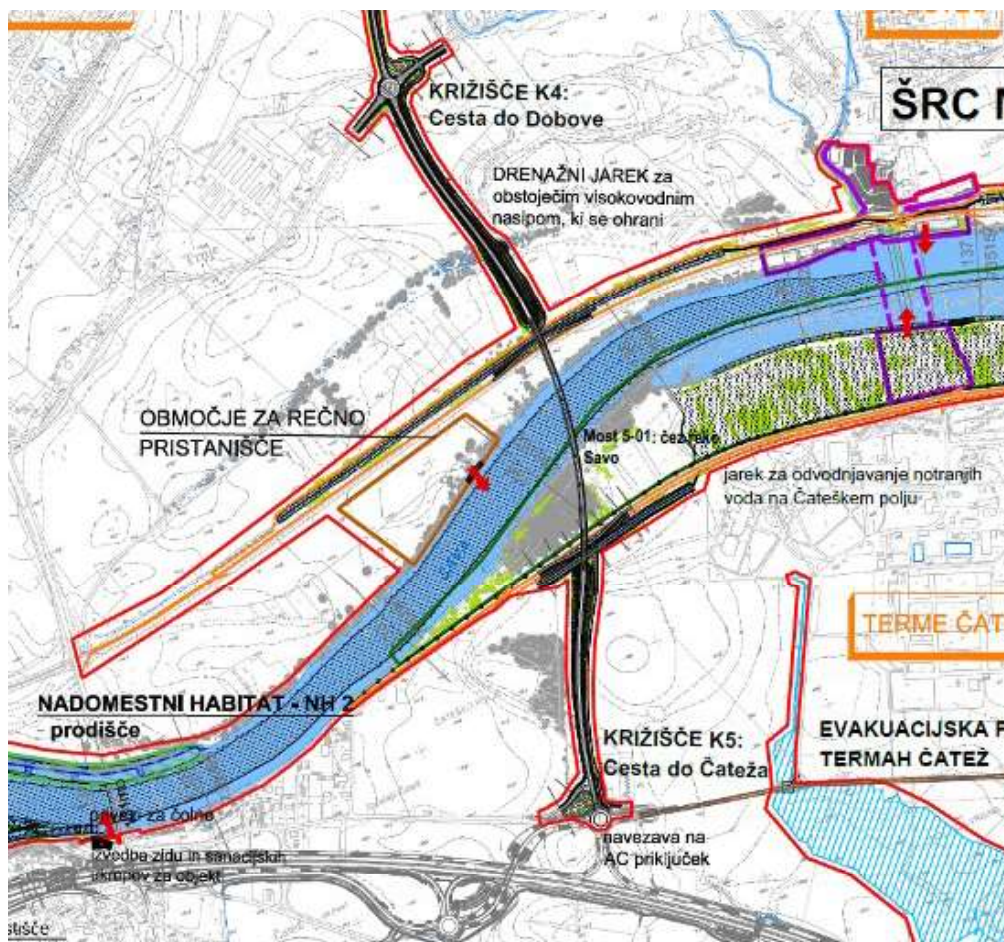 KRIŽIŠČE K4:
Cesta do Dobove
ŠRC
DRENAŽNI JAREK za
obstoječim visokovodnim
nasipom, ki se ohrani
OBMOČJE ZA REČNO
PRISTANIŠČE
Most 5-01: čez reko
Savo
jarek za odvodnjavanje notranjih
voda na Čateškem polju
TERME ČAT
NADOMESTNI HABITAT - NH 2
prodišče
KRIŽIŠČE K5:
Cesta do Čateža
EVAKUACIJSKA P
TERMAH ČATEŽ
privez za čolne
izvedba zidu in sanacijskih
ukrepov za objekt
navezava na
AC priključek